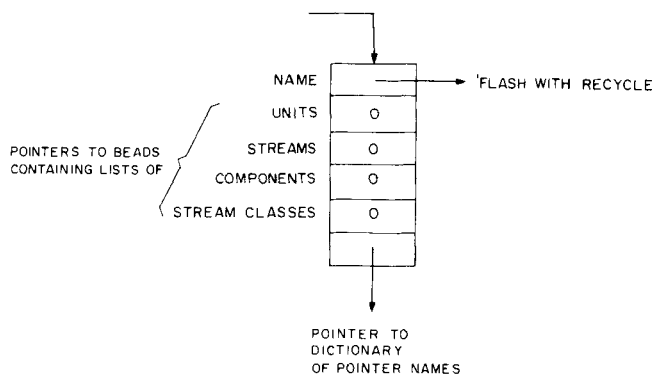 NAME
'FLASH WITH RECYCLE
UNITS
O
POINTERS TO BEADS
CONTAINING LISTS OF
STREAMS
O
COMPONENTS
O
STREAM CLASSES
O
POINTER TO
DICTIONARY
OF POINTER NAMES